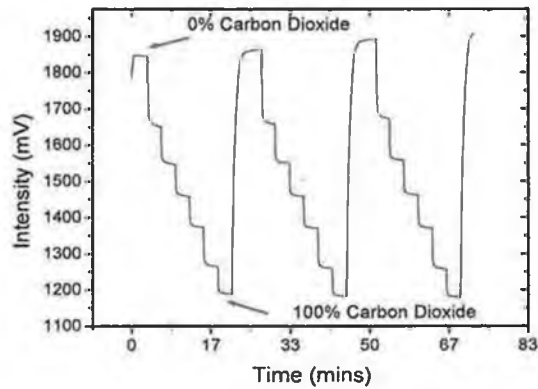 0% Carbon Dioxide
1900
1800
1700
1600
1500
1400
1300
1200
1100
Intensity (mV)
100% Carbon Dioxide
0 17 33 50 67 83
Time (mins)